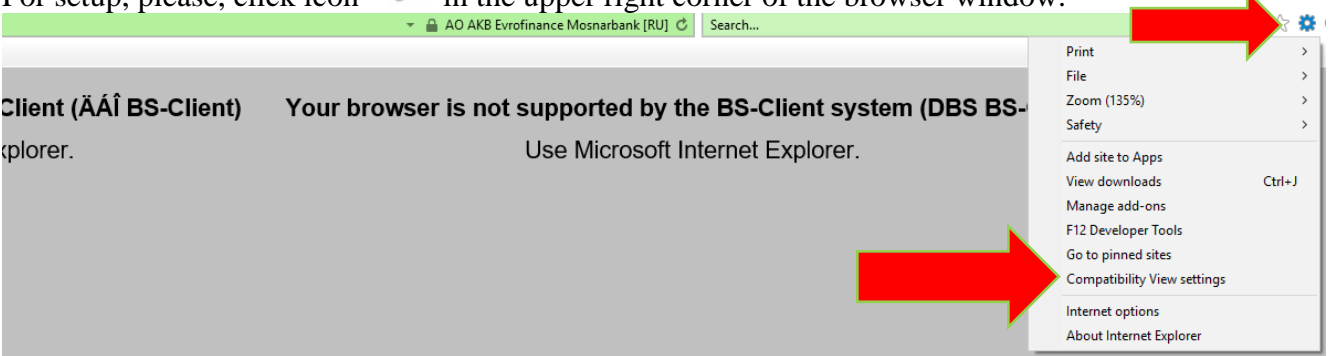 For setup, please, click icon in the upper right corner of the browser window.
AO AKB Evrofinance Mosnarbank [RU] Search...
Print
File
Client (ÄÁÎ BS-Client) Your browser is not supported by the BS-Client system (DBS BS-
Zoom (135%)
Safety
xplorer. Use Microsoft Internet Explorer.
Add site to Apps
View downloads Ctrl+J
Manage add-ons
F12 Developer Tools
Go to pinned sites
Compatibility View settings
Internet options
About Internet Explorer